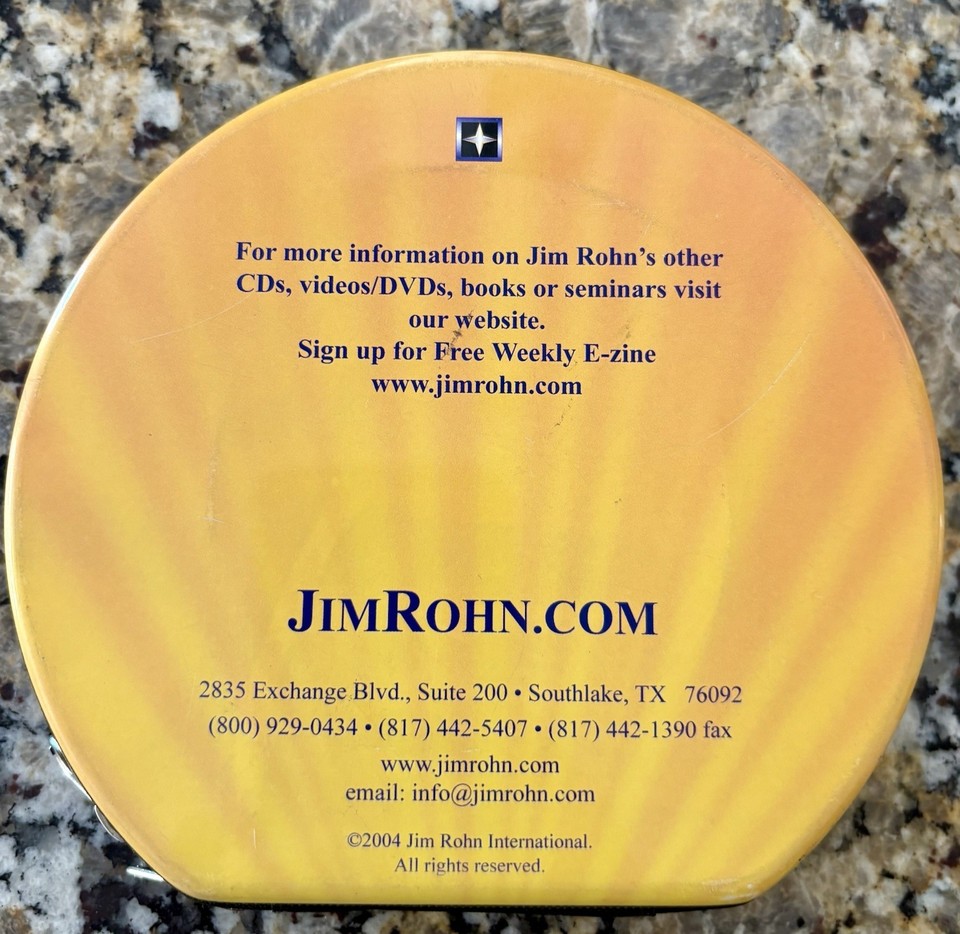 For more information on Jim Rohn’s other
CDs, videos/DVDs, books or seminars visit
our website.
Sign up for Free Weekly E-zine
www.jimrohn.com
JIMROHN.COM
2835 Exchange Blvd., Suite 200 • Southlake, TX 76092
(800) 929-0434 • (817) 442-5407 • (817) 442-1390 fax
www.jimrohn.com
email: info@jimrohn.com
©2004 Jim Rohn International.
All rights reserved.